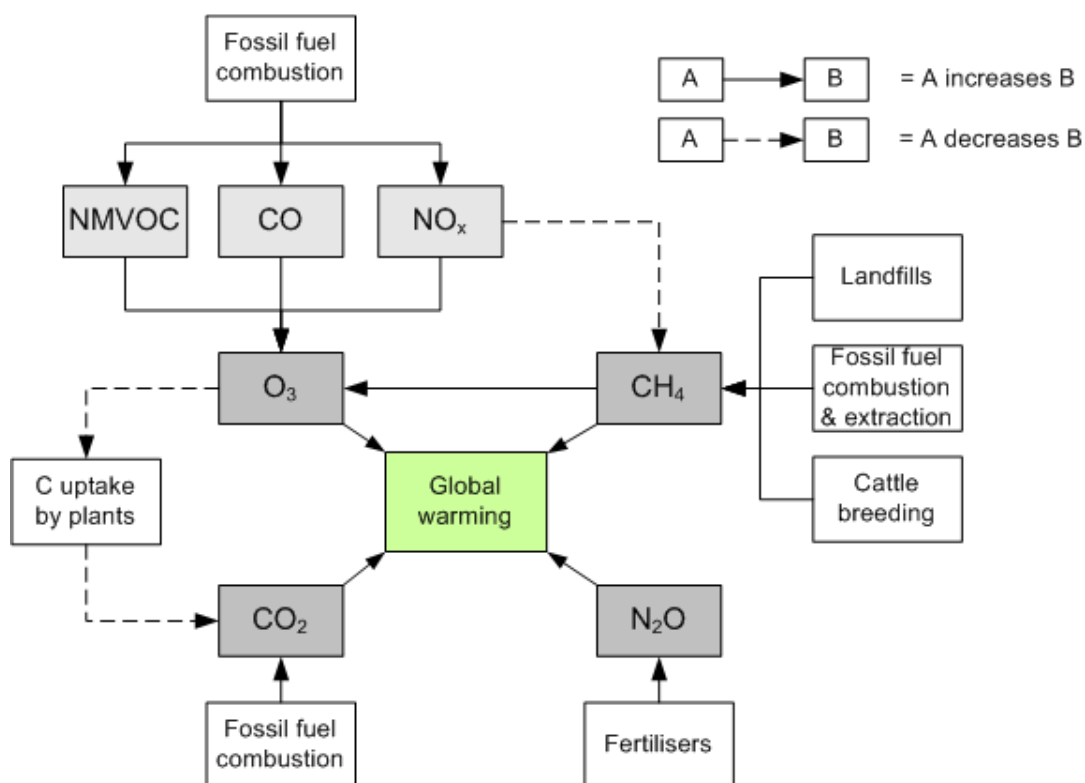 Fossil fuel
combustion
A
B
= A increases B
A
B
= A decreases B
NMVOC
CO
NOₓ
Landfills
Fossil fuel
combustion
& extraction
Cattle
breeding
O₃
CH₄
C uptake
by plants
Global
warming
CO₂
N₂O
Fossil fuel
combustion
Fertilisers